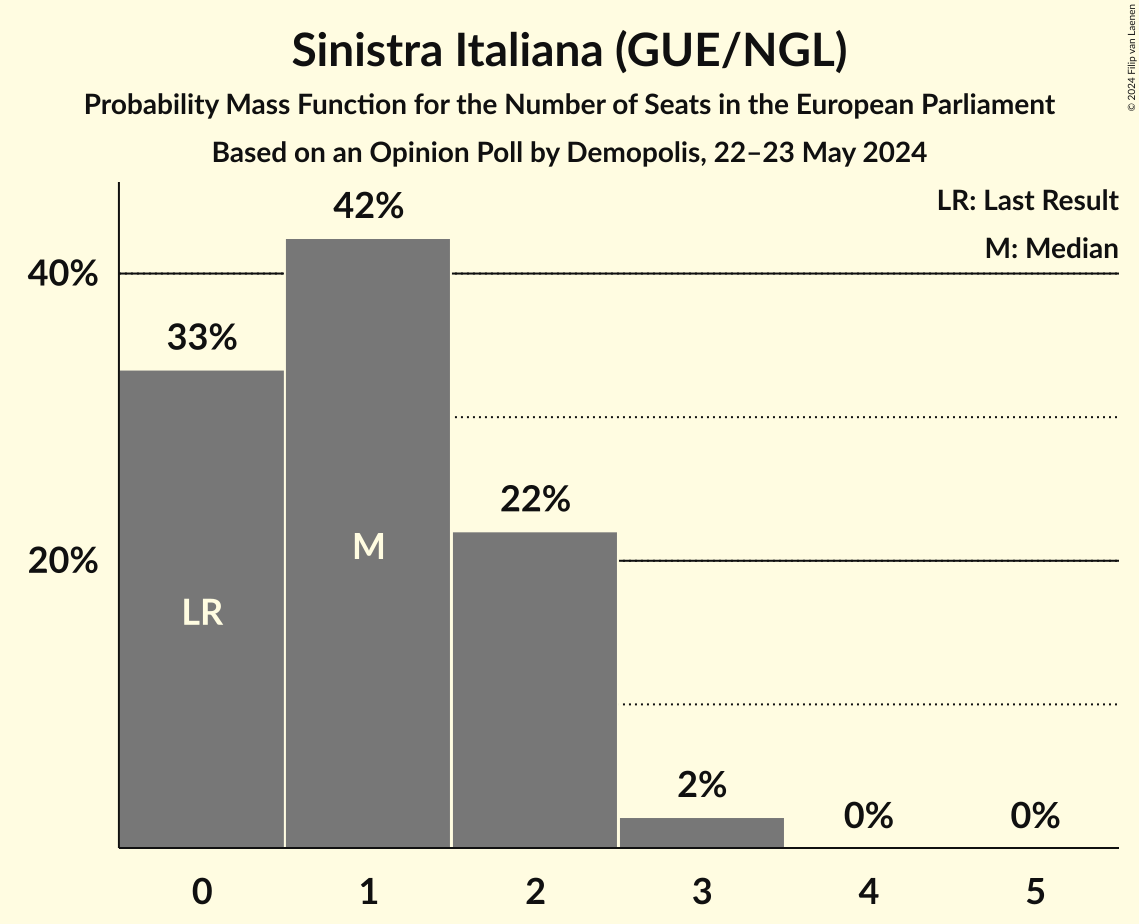 Sinistra Italiana (GUE/NGL)
Probability Mass Function for the Number of Seats in the European Parliament
Based on an Opinion Poll by Demopolis, 22–23 May 2024
© 2024 Filip van Laenen
LR: Last Result
M: Median
42%
40%
33%
22%
M
20%
LR
2%
0%
0%
0 1 2 3 4 5